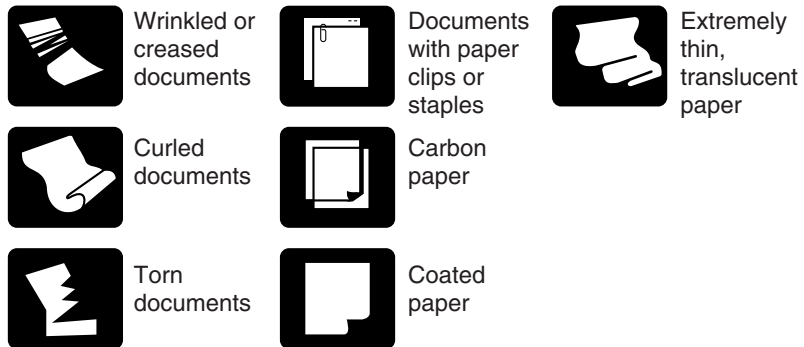 Wrinkled or
creased
documents
Documents
with paper
clips or
staples
Extremely
thin,
translucent
paper
Curled
documents
Carbon
paper
Torn
documents
Coated
paper